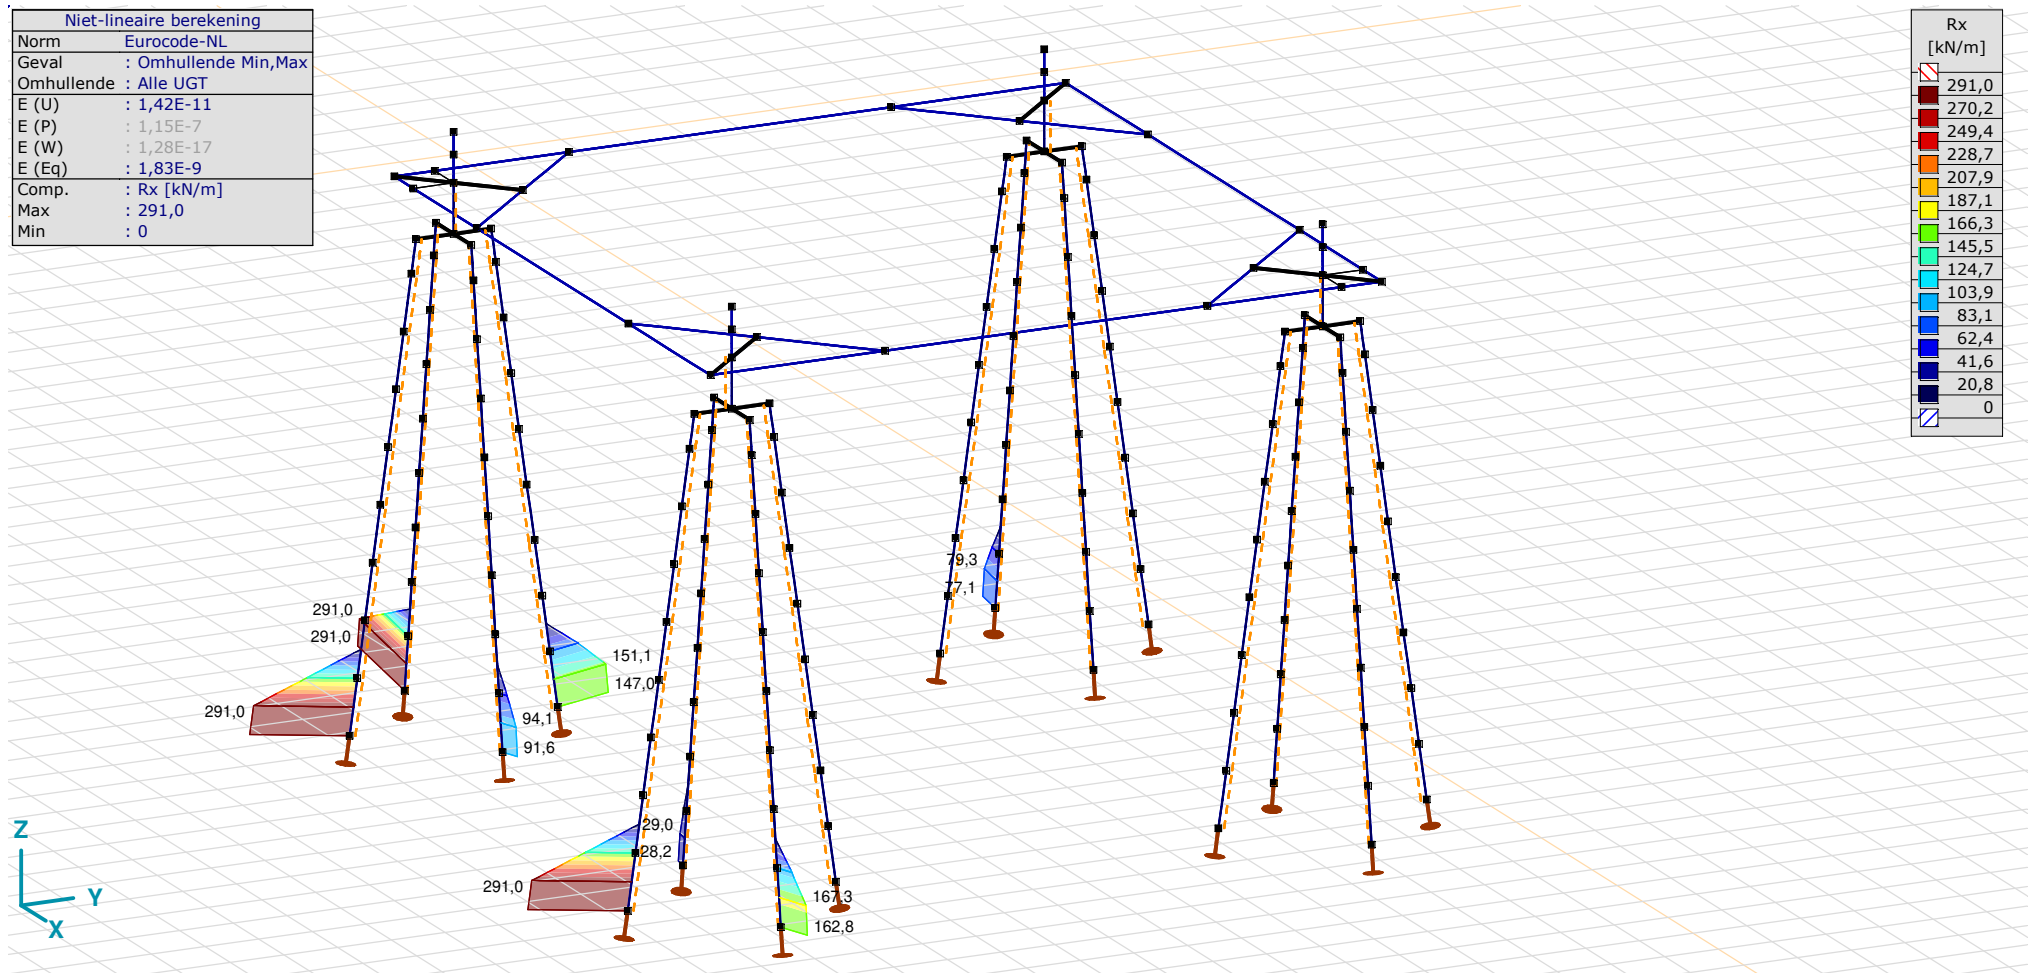 Niet-lineaire berekening
Norm Eurocode-NL
Geval : Omhullende Min,Max
Omhullende : Alle UGT
E (U) : 1,42E-11
E (P) : 1,15E-7
E (W) : 1,28E-17
E (Eq) : 1,83E-9
Comp. : Rx [kN/m]
Max : 291,0
Min : 0
Rx
[kN/m]
291,0
270,2
249,4
228,7
207,9
187,1
166,3
145,5
124,7
103,9
83,1
62,4
41,6
20,8
0
79,3
77,1
291,0
291,0
151,1
147,0
291,0
94,1
91,6
29,0
28,2
291,0
167,3
162,8
Z
Y
X